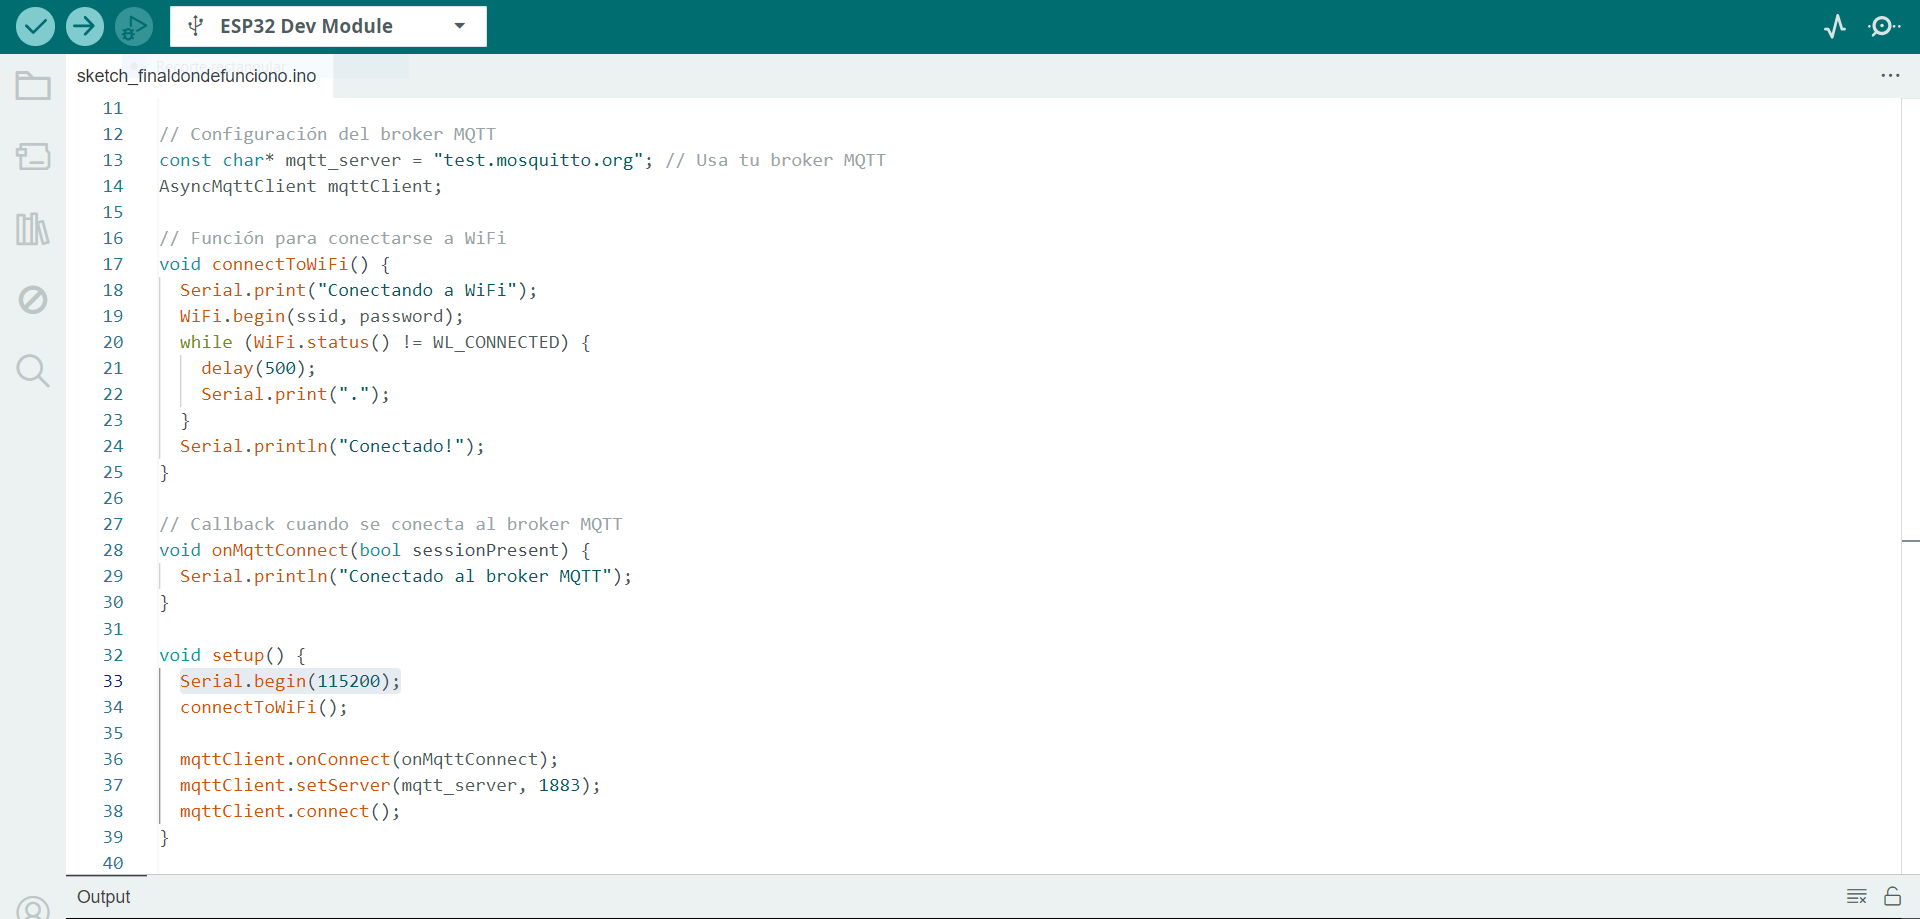 ESP32 Dev Module
sketch_finaldondefunciono.ino
11
12 // Configuración del broker MQTT
13 const char* mqtt_server = "test.mosquitto.org"; // Usa tu broker MQTT
14 AsyncMqttClient mqttClient;
15
16 // Función para conectarse a WiFi
17 void connectToWiFi() {
18 Serial.print("Conectando a WiFi");
19 WiFi.begin(ssid, password);
20 while (WiFi.status() != WL_CONNECTED) {
21 delay(500);
22 Serial.print(".");
23 }
24 Serial.println("Conectado!");
25 }
26
27 // Callback cuando se conecta al broker MQTT
28 void onMqttConnect(bool sessionPresent) {
29 Serial.println("Conectado al broker MQTT");
30 }
31
32 void setup() {
33 Serial.begin(115200);
34 connectToWiFi();
35
36 mqttClient.onConnect(onMqttConnect);
37 mqttClient.setServer(mqtt_server, 1883);
38 mqttClient.connect();
39 }
40
Output